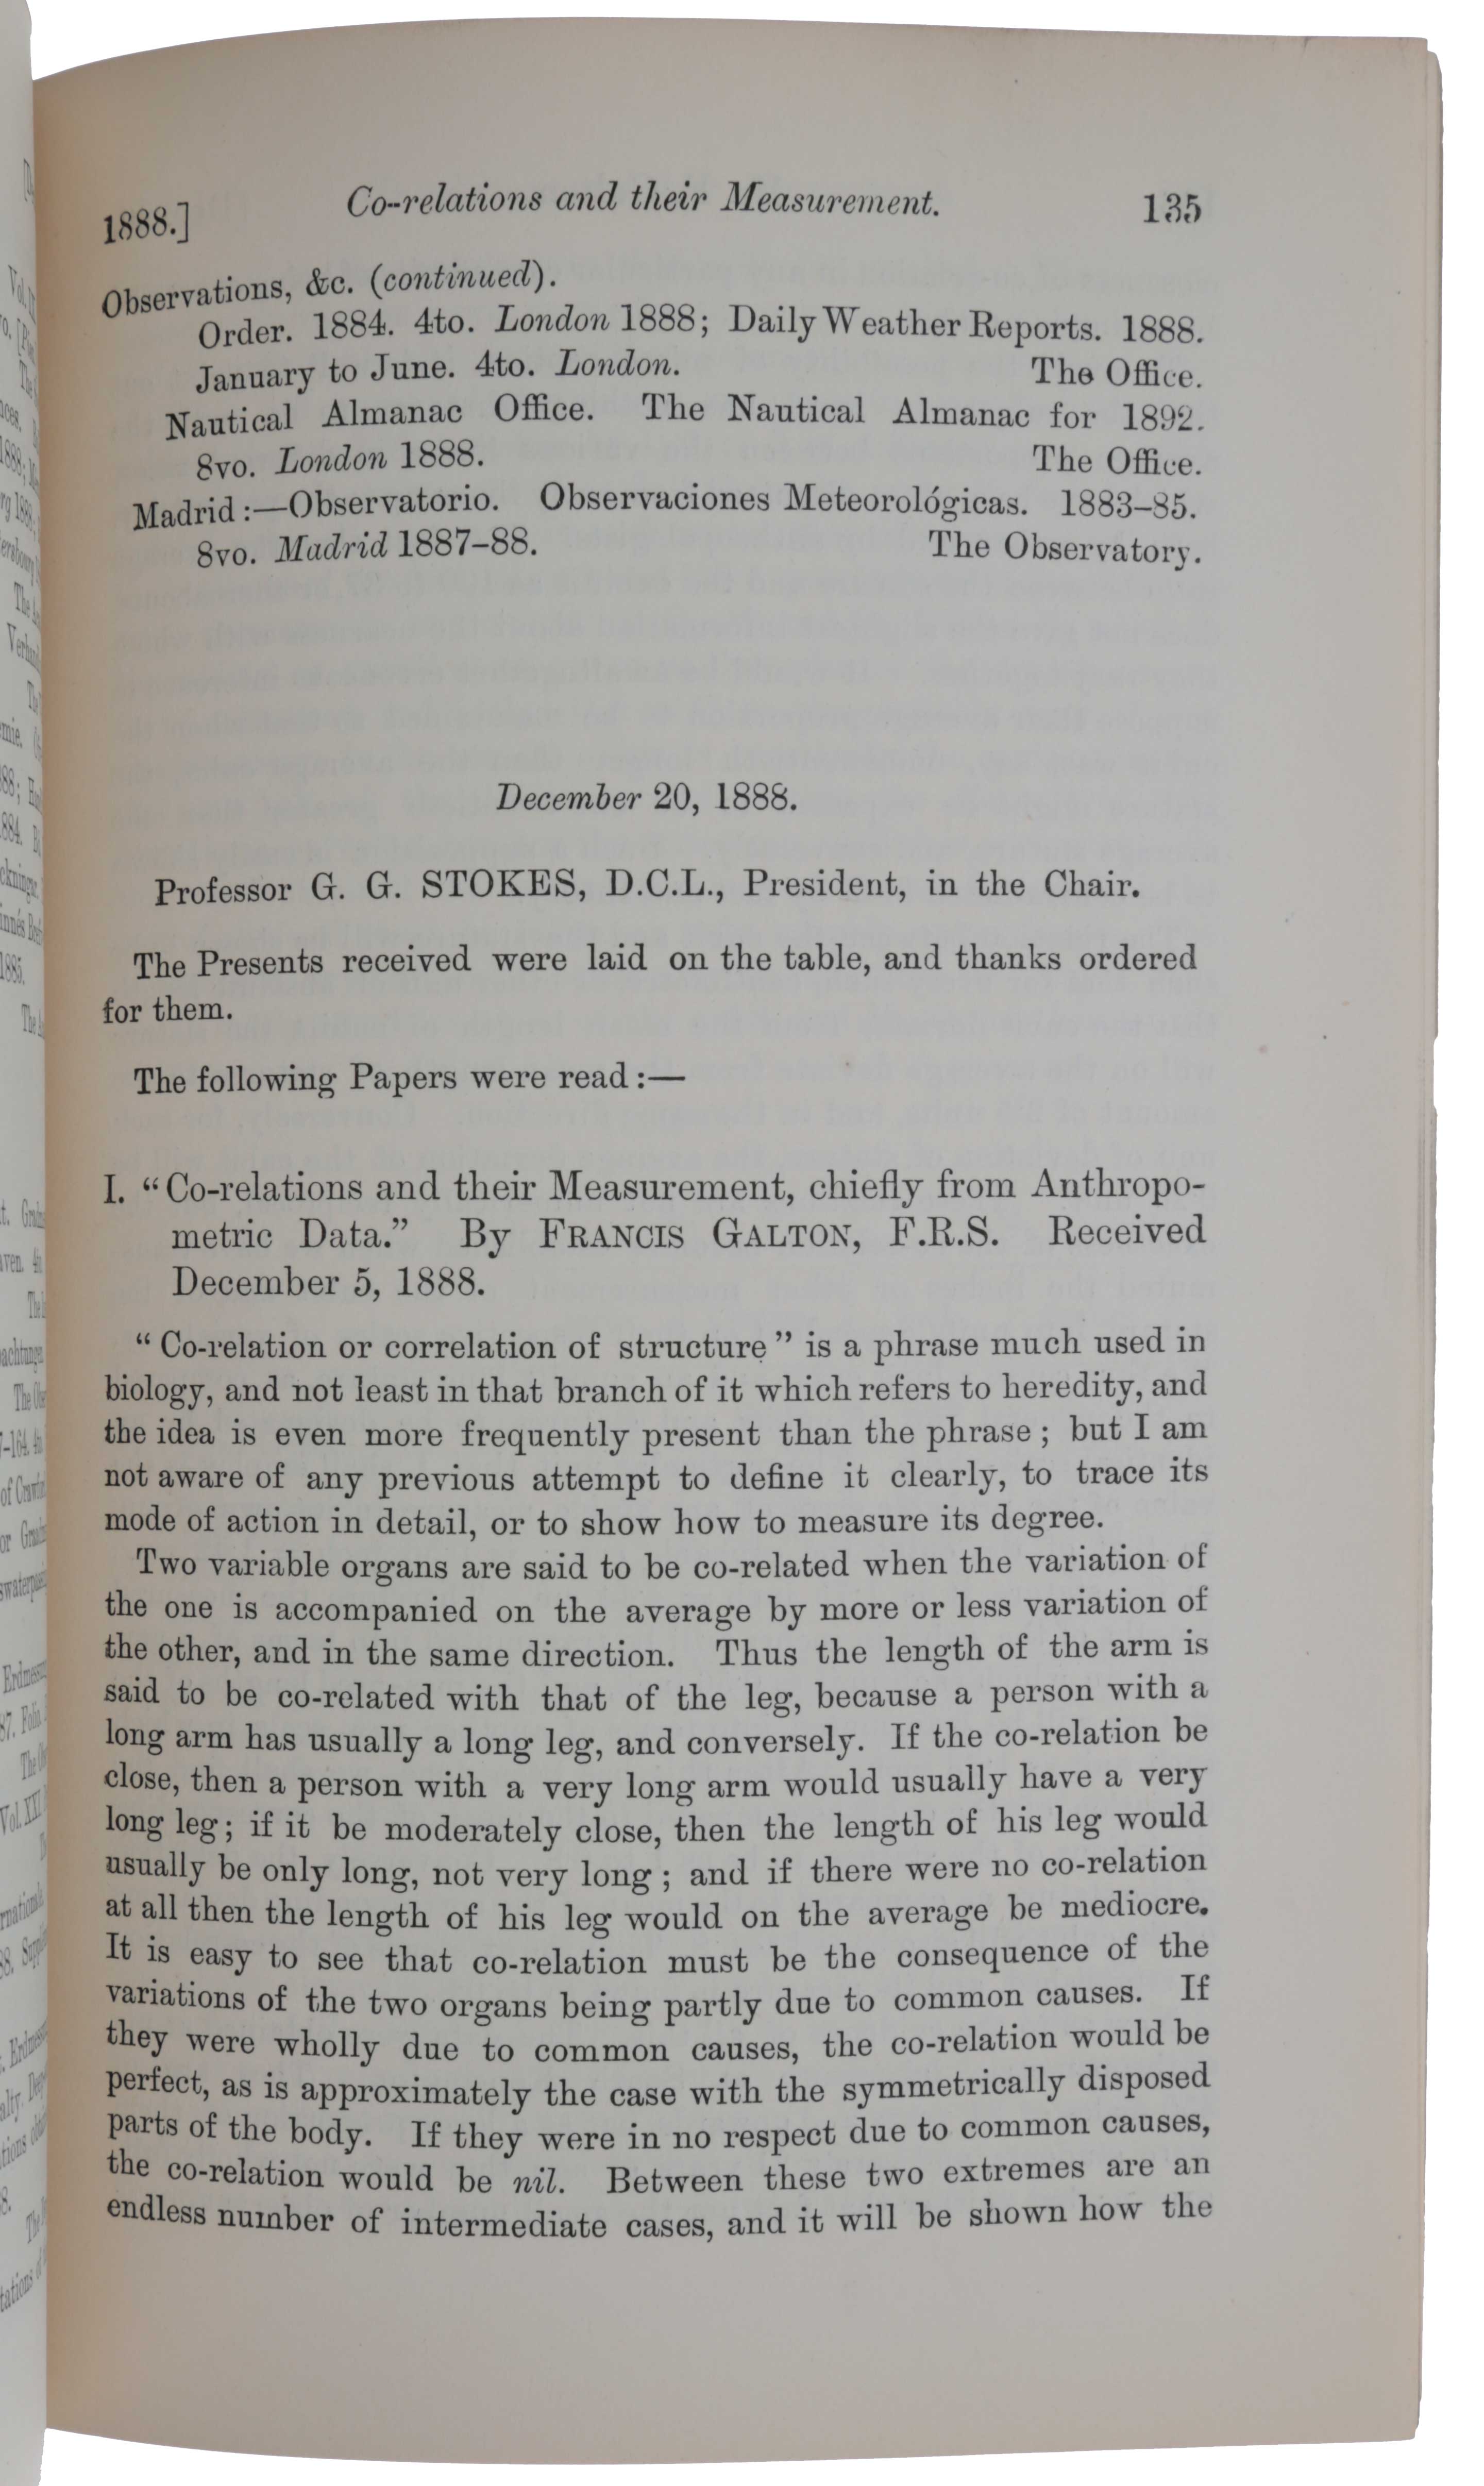 1888.] Co-relations and their Measurement. 135
Observations, &c. (continued).
Order. 1884. 4to. London 1888; Daily Weather Reports. 1888.
January to June. 4to. London. The Office.
Nautical Almanac Office. The Nautical Almanac for 1892.
8vo. London 1888. The Office.
Madrid:—Observatorio. Observaciones Meteorológicas. 1883–85.
8vo. Madrid 1887–88. The Observatory.
December 20, 1888.
Professor G. G. STOKES, D.C.L., President, in the Chair.
The Presents received were laid on the table, and thanks ordered
for them.
The following Papers were read:—
I. “Co-relations and their Measurement, chiefly from Anthropo-
metric Data.” By FRANCIS GALTON, F.R.S. Received
December 5, 1888.
“Co-relation or correlation of structure” is a phrase much used in
biology, and not least in that branch of it which refers to heredity, and
the idea is even more frequently present than the phrase; but I am
not aware of any previous attempt to define it clearly, to trace its
mode of action in detail, or to show how to measure its degree.
Two variable organs are said to be co-related when the variation of
the one is accompanied on the average by more or less variation of
the other, and in the same direction. Thus the length of the arm is
said to be co-related with that of the leg, because a person with a
long arm has usually a long leg, and conversely. If the co-relation be
close, then a person with a very long arm would usually have a very
long leg; if it be moderately close, then the length of his leg would
usually be only long, not very long; and if there were no co-relation
at all then the length of his leg would on the average be mediocre.
It is easy to see that co-relation must be the consequence of the
variations of the two organs being partly due to common causes. If
they were wholly due to common causes, the co-relation would be
perfect, as is approximately the case with the symmetrically disposed
parts of the body. If they were in no respect due to common causes,
the co-relation would be nil. Between these two extremes are an
endless number of intermediate cases, and it will be shown how the